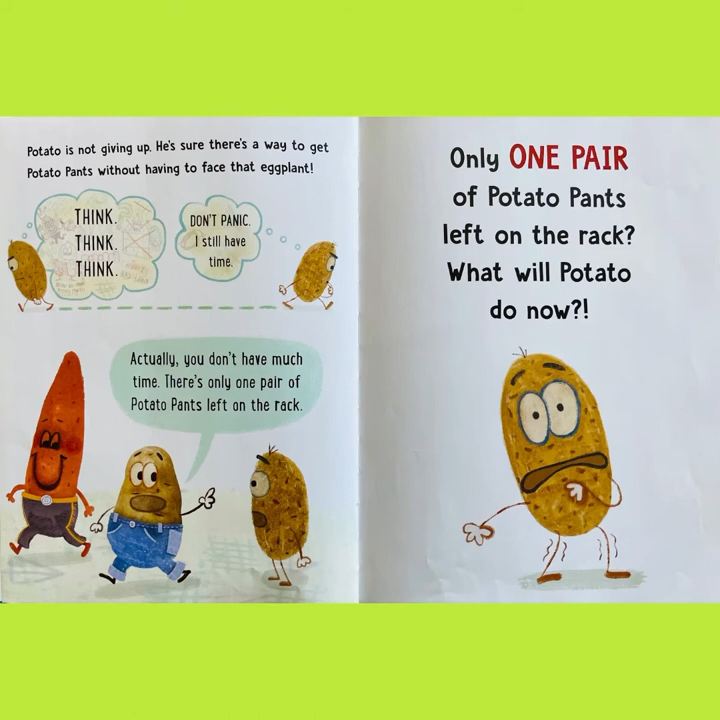 Potato is not giving up. He's sure there's a way to get
Potato Pants without having to face that eggplant!
THINK.
THINK.
THINK.
DON'T PANIC.
I still have
time.
Actually, you don't have much
time. There's only one pair of
Potato Pants left on the rack.
Only ONE PAIR
of Potato Pants
left on the rack?
What will Potato
do now?!